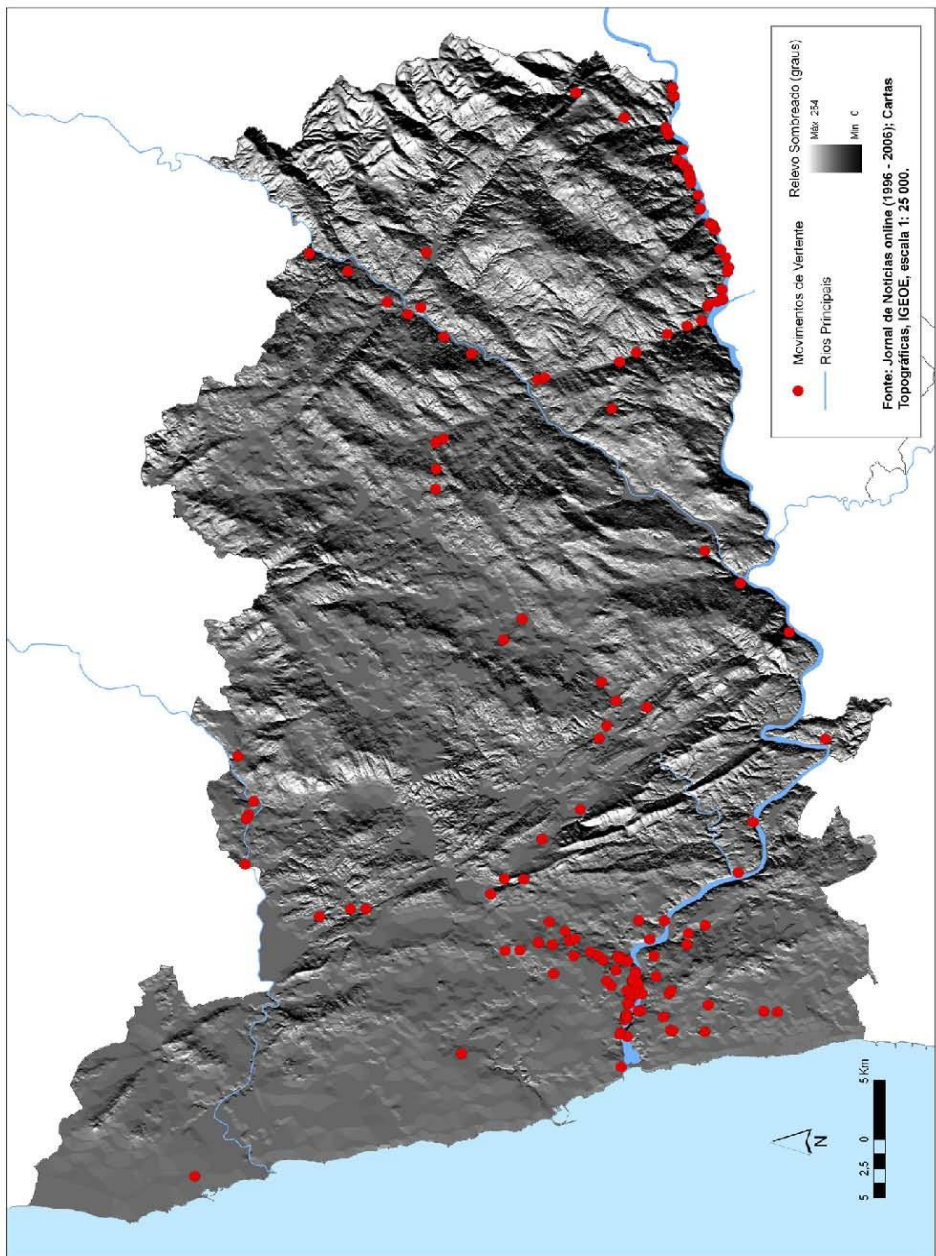 Movimentos de Vertente
Rios Principais
Relevo Sombreado (graus)
Máx 254
Min 0
Fonte: Jornal de Notícias online (1996 - 2006); Cartas
Topográficas, IGEOE, escala 1: 25 000.
N
5 2,5 0 5 Km